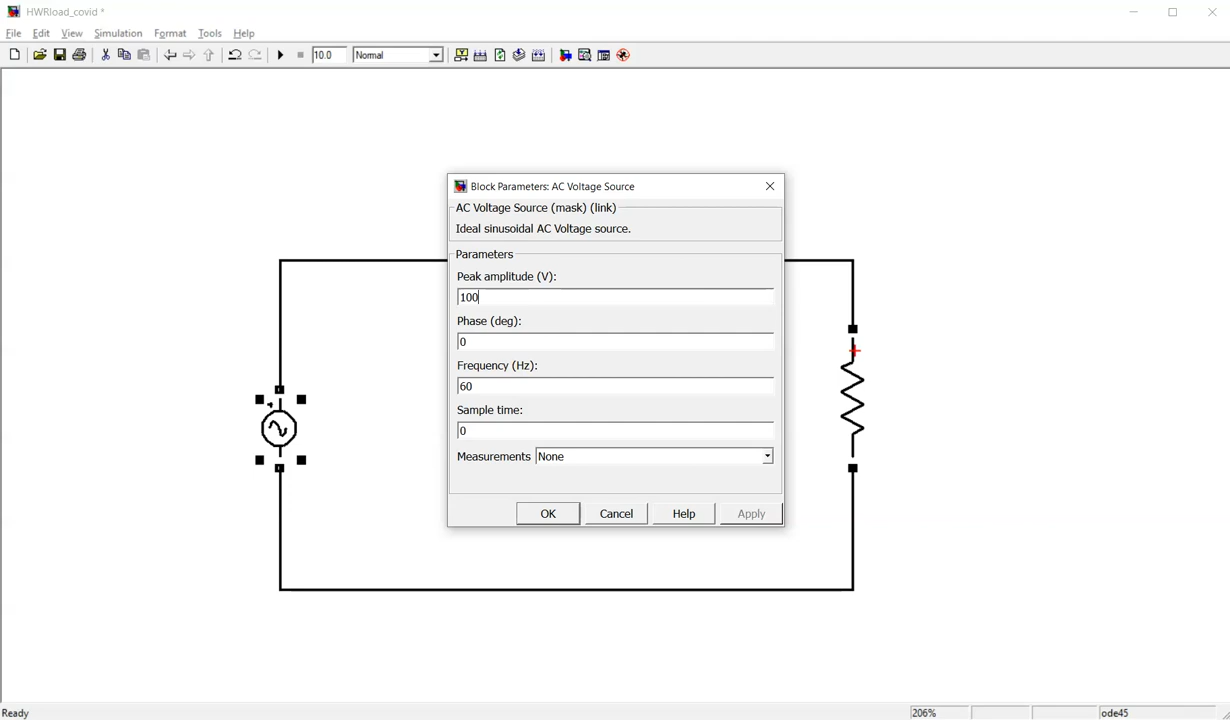 HWRload_covid *
File Edit View Simulation Format Tools Help
10.0 Normal
Block Parameters: AC Voltage Source
AC Voltage Source (mask) (link)
Ideal sinusoidal AC Voltage source.
Parameters
Peak amplitude (V):
100
Phase (deg):
0
Frequency (Hz):
60
Sample time:
0
Measurements None
OK Cancel Help Apply
Ready 206% ode45